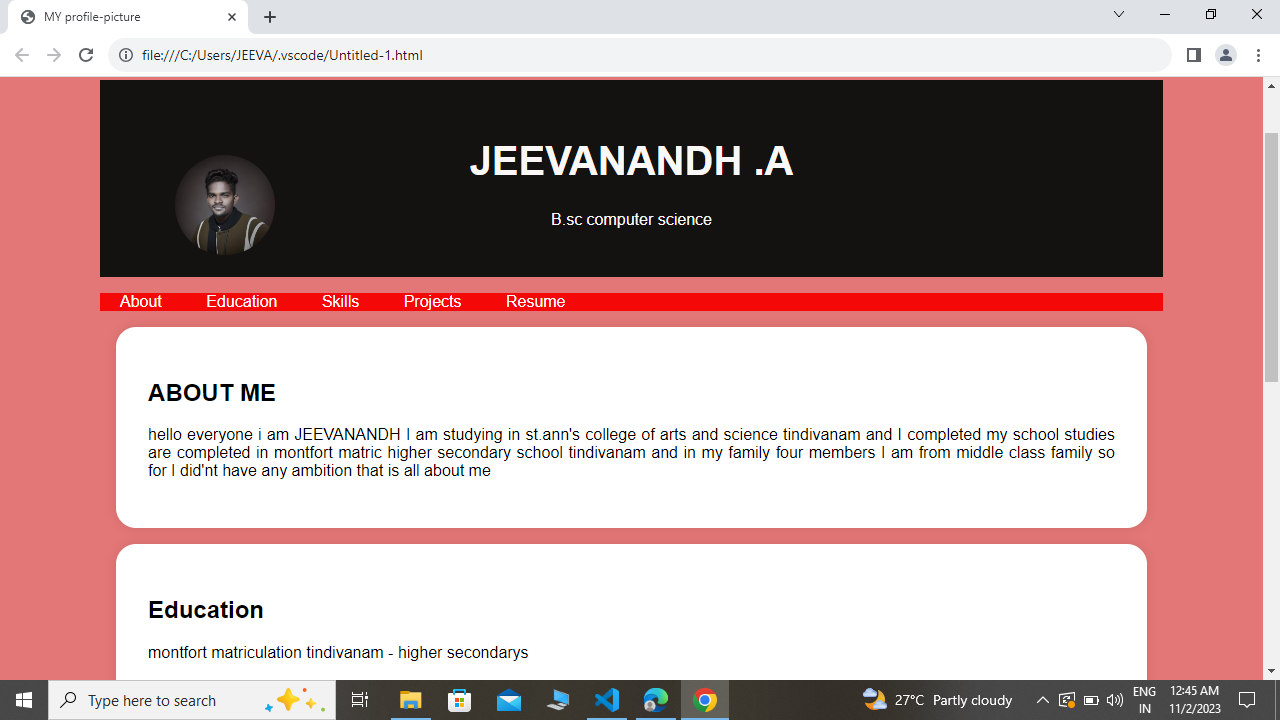 MY profile-picture
file:///C:/Users/JEEVA/.vscode/Untitled-1.html
JEEVANANDH .A
B.sc computer science
About Education Skills Projects Resume
ABOUT ME
hello everyone i am JEEVANANDH I am studying in st.ann's college of arts and science tindivanam and I completed my school studies
are completed in montfort matric higher secondary school tindivanam and in my family four members I am from middle class family so
for I did'nt have any ambition that is all about me
Education
montfort matriculation tindivanam - higher secondarys
Type here to search
27°C Partly cloudy
ENG
IN
12:45 AM
11/2/2023